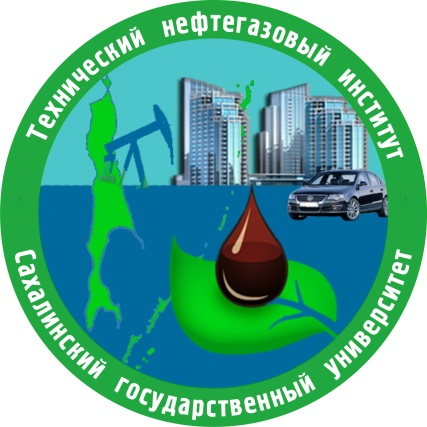 Технический нефтегазовый институт
Сахалинский государственный университет